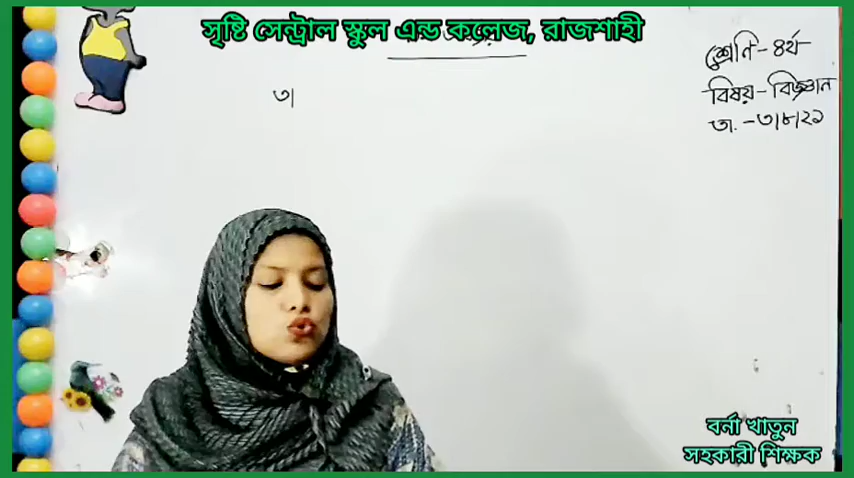 সৃষ্টি সেন্ট্রাল স্কুল এন্ড কলেজ, রাজশাহী
শ্রেণি - ৪র্থ
বিষয় - বিজ্ঞান
তা. - ৩/৮/২১
৩।
বর্না খাতুন
সহকারী শিক্ষক